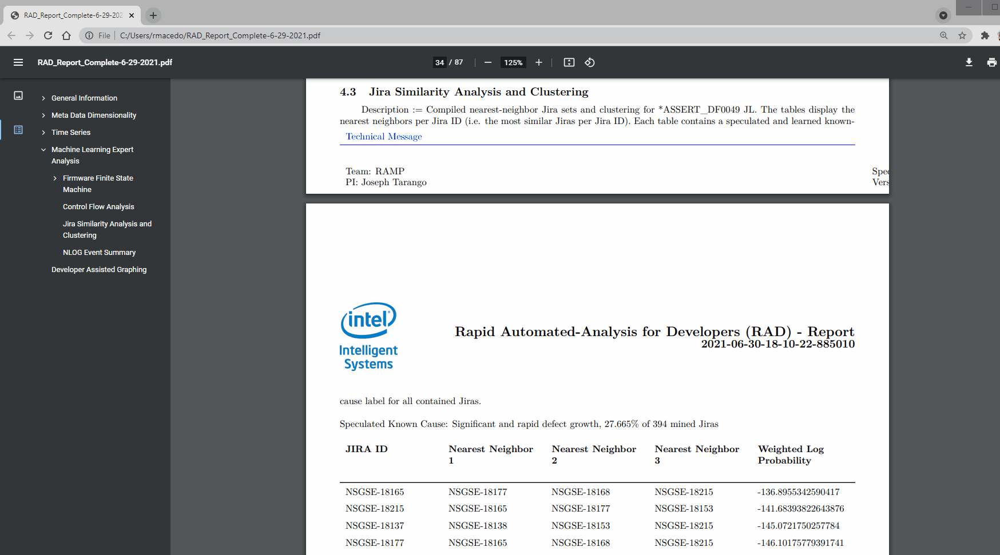 RAD_Report_Complete-6-29-202
File
C:/Users/rmacedo/RAD_Report_Complete-6-29-2021.pdf
RAD_Report_Complete-6-29-2021.pdf
34 / 87
125%
General Information
Meta Data Dimensionality
Time Series
Machine Learning Expert
Analysis
Firmware Finite State
Machine
Control Flow Analysis
Jira Similarity Analysis and
Clustering
NLOG Event Summary
Developer Assisted Graphing
4.3 Jira Similarity Analysis and Clustering
Description := Compiled nearest-neighbor Jira sets and clustering for *ASSERT_DF0049 JL. The tables display the
nearest neighbors per Jira ID (i.e. the most similar Jiras per Jira ID). Each table contains a speculated and learned known-
Technical Message
Team: RAMP
Spec
PI: Joseph Tarango
Vers
intel
Intelligent
Systems
Rapid Automated-Analysis for Developers (RAD) - Report
2021-06-30-18-10-22-885010
cause label for all contained Jiras.
Speculated Known Cause: Significant and rapid defect growth, 27.665% of 394 mined Jiras
JIRA ID Nearest Neighbor 1 Nearest Neighbor 2 Nearest Neighbor 3 Weighted Log Probability
NSGSE-18165 NSGSE-18177 NSGSE-18168 NSGSE-18215 -136.8955342590417
NSGSE-18215 NSGSE-18165 NSGSE-18177 NSGSE-18153 -141.68393822643876
NSGSE-18137 NSGSE-18138 NSGSE-18153 NSGSE-18215 -145.0721750257784
NSGSE-18177 NSGSE-18165 NSGSE-18168 NSGSE-18215 -146.10175779391741